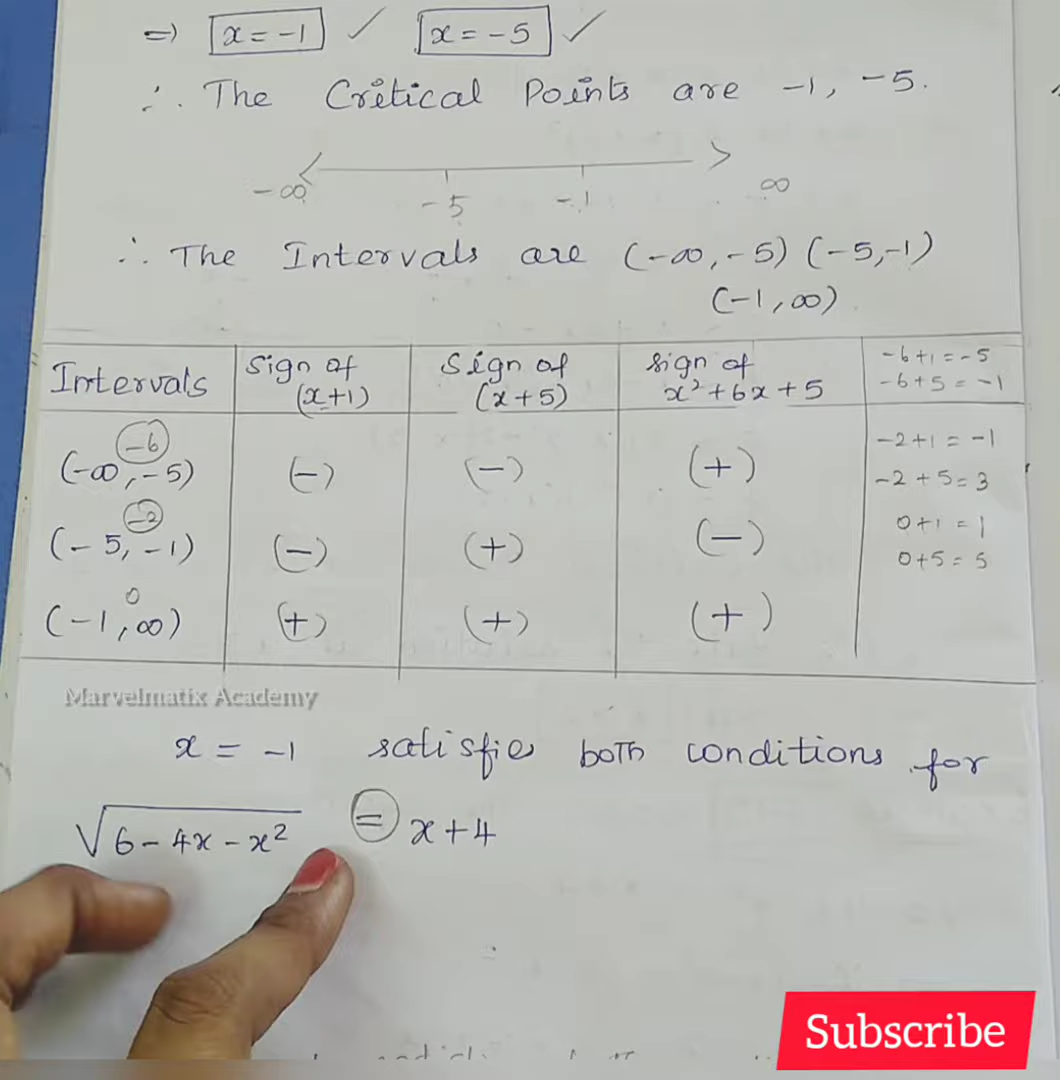 =) x = -1 ✓ x = -5 ✓
∴ The Critical Points are -1, -5.
-∞ -5 -1 ∞
∴ The Intervals are (-∞, -5) (-5, -1)
(-1, ∞)
Intervals Sign of (x+1) Sign of (x+5) Sign of x²+6x+5 -6+1 = -5
-6+5 = -1
-6
(-∞, -5) (-) (-) (+) -2+1 = -1
-2+5 = 3
-2
(-5, -1) (-) (+) (-) 0+1 = 1
0+5 = 5
0
(-1, ∞) (+) (+) (+)
Marvelmatix Academy
x = -1 satisfies both conditions for
√6-4x-x² = x+4
Subscribe